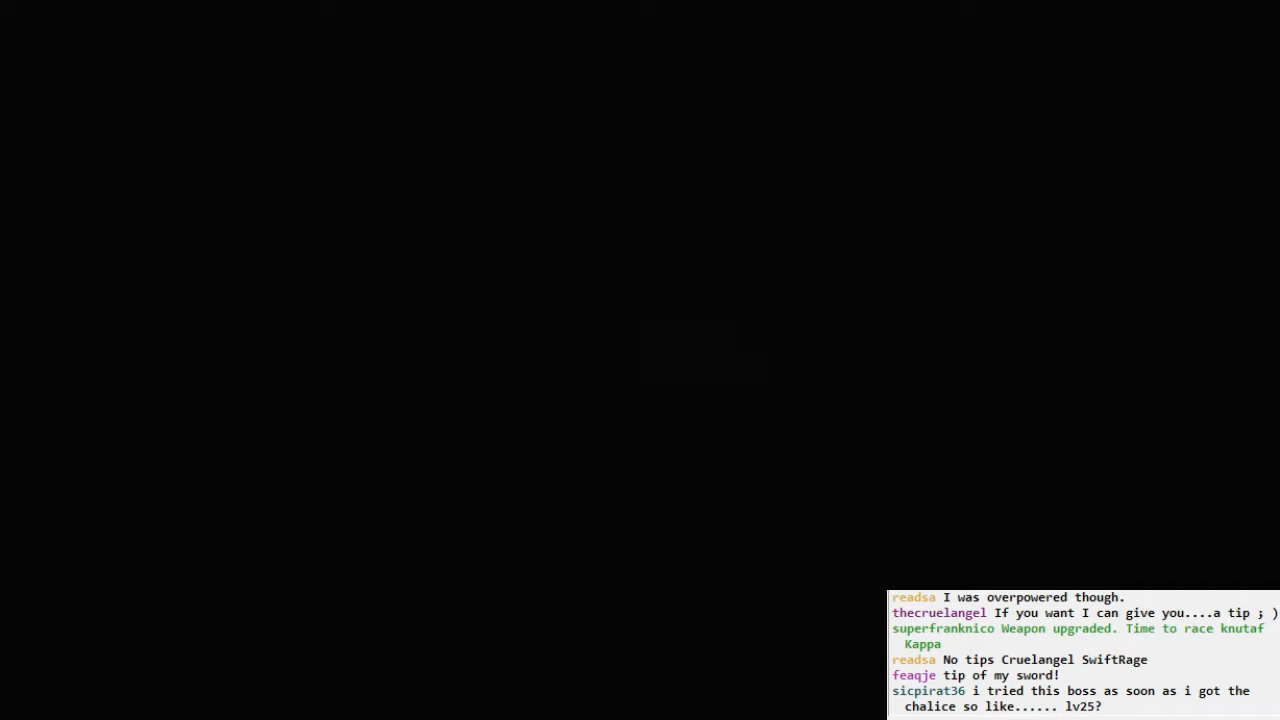 readsa I was overpowered though.
thecruelangel If you want I can give you....a tip ; )
superfranknico Weapon upgraded. Time to race knutaf
Kappa
readsa No tips Cruelangel SwiftRage
feaqje tip of my sword!
sicpirat36 i tried this boss as soon as i got the
chalice so like...... lv25?